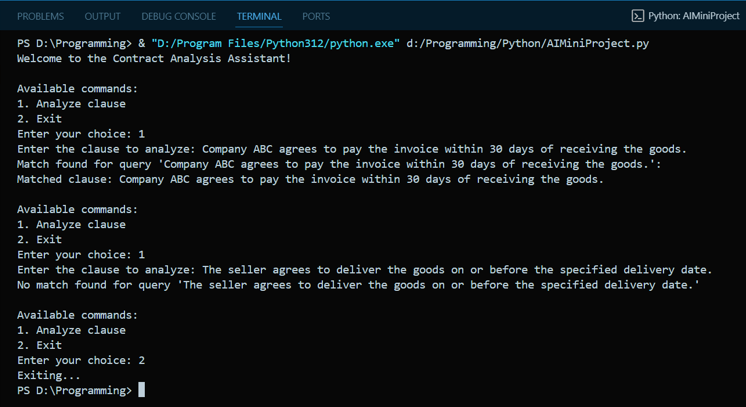 PROBLEMS OUTPUT DEBUG CONSOLE TERMINAL PORTS Python: AIMiniProject
PS D:\Programming> & "D:/Program Files/Python312/python.exe" d:/Programming/Python/AIMiniProject.py
Welcome to the Contract Analysis Assistant!
Available commands:
1. Analyze clause
2. Exit
Enter your choice: 1
Enter the clause to analyze: Company ABC agrees to pay the invoice within 30 days of receiving the goods.
Match found for query 'Company ABC agrees to pay the invoice within 30 days of receiving the goods.':
Matched clause: Company ABC agrees to pay the invoice within 30 days of receiving the goods.
Available commands:
1. Analyze clause
2. Exit
Enter your choice: 1
Enter the clause to analyze: The seller agrees to deliver the goods on or before the specified delivery date.
No match found for query 'The seller agrees to deliver the goods on or before the specified delivery date.'
Available commands:
1. Analyze clause
2. Exit
Enter your choice: 2
Exiting...
PS D:\Programming>